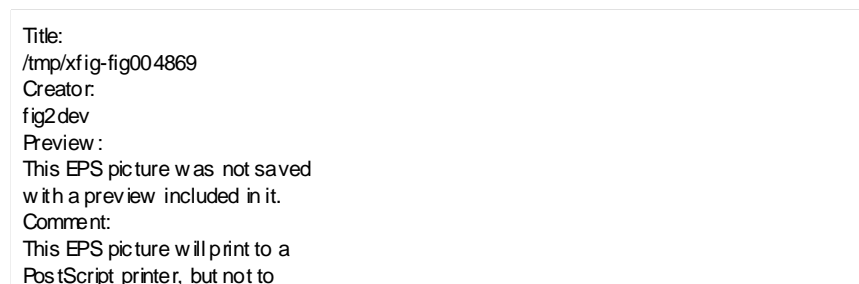 Title:
/tmp/xfig-fig004869
Creator:
fig2dev
Preview:
This EPS picture was not saved
with a preview included in it.
Comment:
This EPS picture will print to a
PostScript printer, but not to